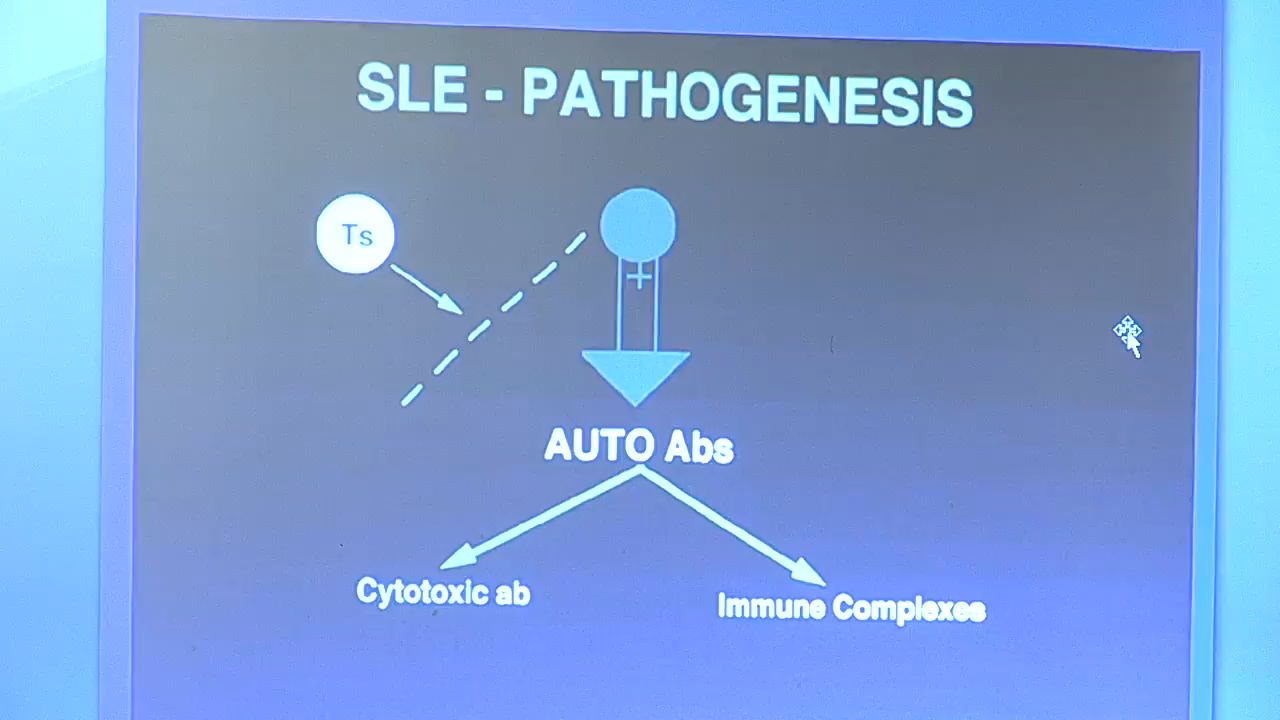 SLE - PATHOGENESIS
Ts
+
AUTO Abs
Cytotoxic ab
Immune Complexes